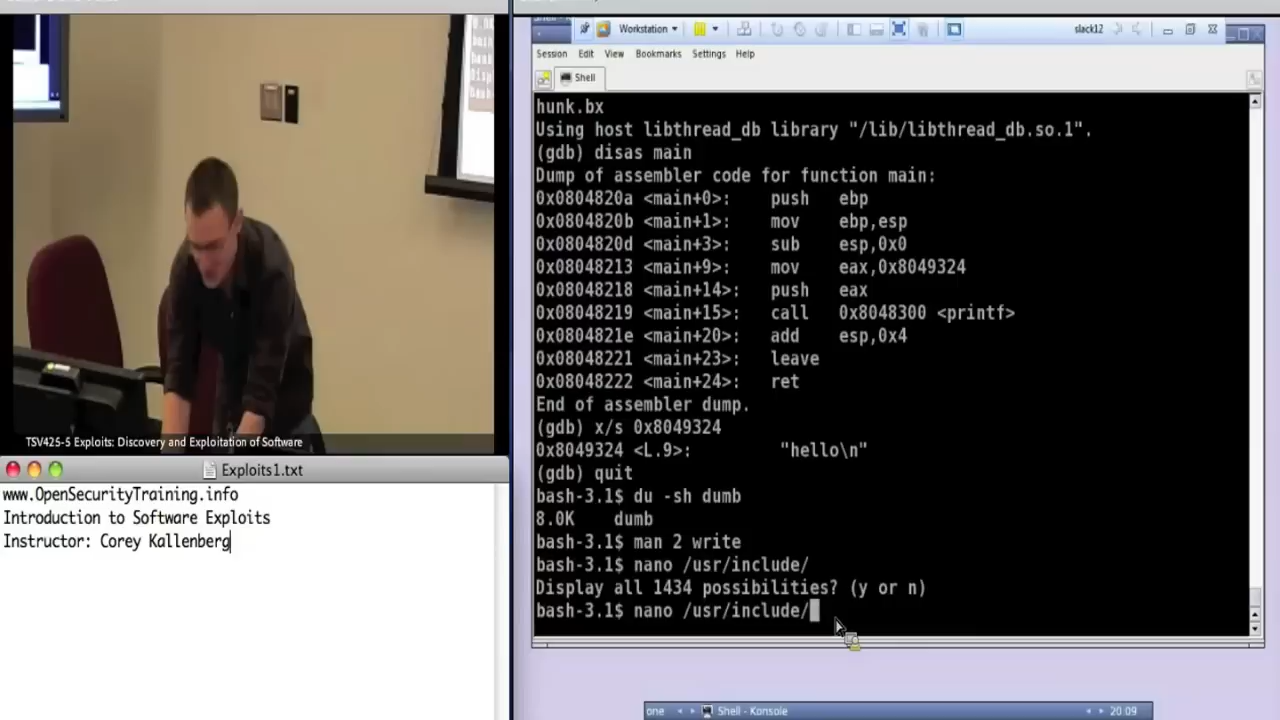 TSV425-5 Exploits: Discovery and Exploitation of Software
Exploits1.txt
www.OpenSecurityTraining.info
Introduction to Software Exploits
Instructor: Corey Kallenberg
Workstation
slack12
Session Edit View Bookmarks Settings Help
Shell
hunk.bx
Using host libthread_db library "/lib/libthread_db.so.1".
(gdb) disas main
Dump of assembler code for function main:
0x0804820a <main+0>: push ebp
0x0804820b <main+1>: mov ebp,esp
0x0804820d <main+3>: sub esp,0x0
0x08048213 <main+9>: mov eax,0x8049324
0x08048218 <main+14>: push eax
0x08048219 <main+15>: call 0x8048300 <printf>
0x0804821e <main+20>: add esp,0x4
0x08048221 <main+23>: leave
0x08048222 <main+24>: ret
End of assembler dump.
(gdb) x/s 0x8049324
0x8049324 <L.9>: "hello\n"
(gdb) quit
bash-3.1$ du -sh dumb
8.0K dumb
bash-3.1$ man 2 write
bash-3.1$ nano /usr/include/
Display all 1434 possibilities? (y or n)
bash-3.1$ nano /usr/include/
one
Shell - Konsole
20:09